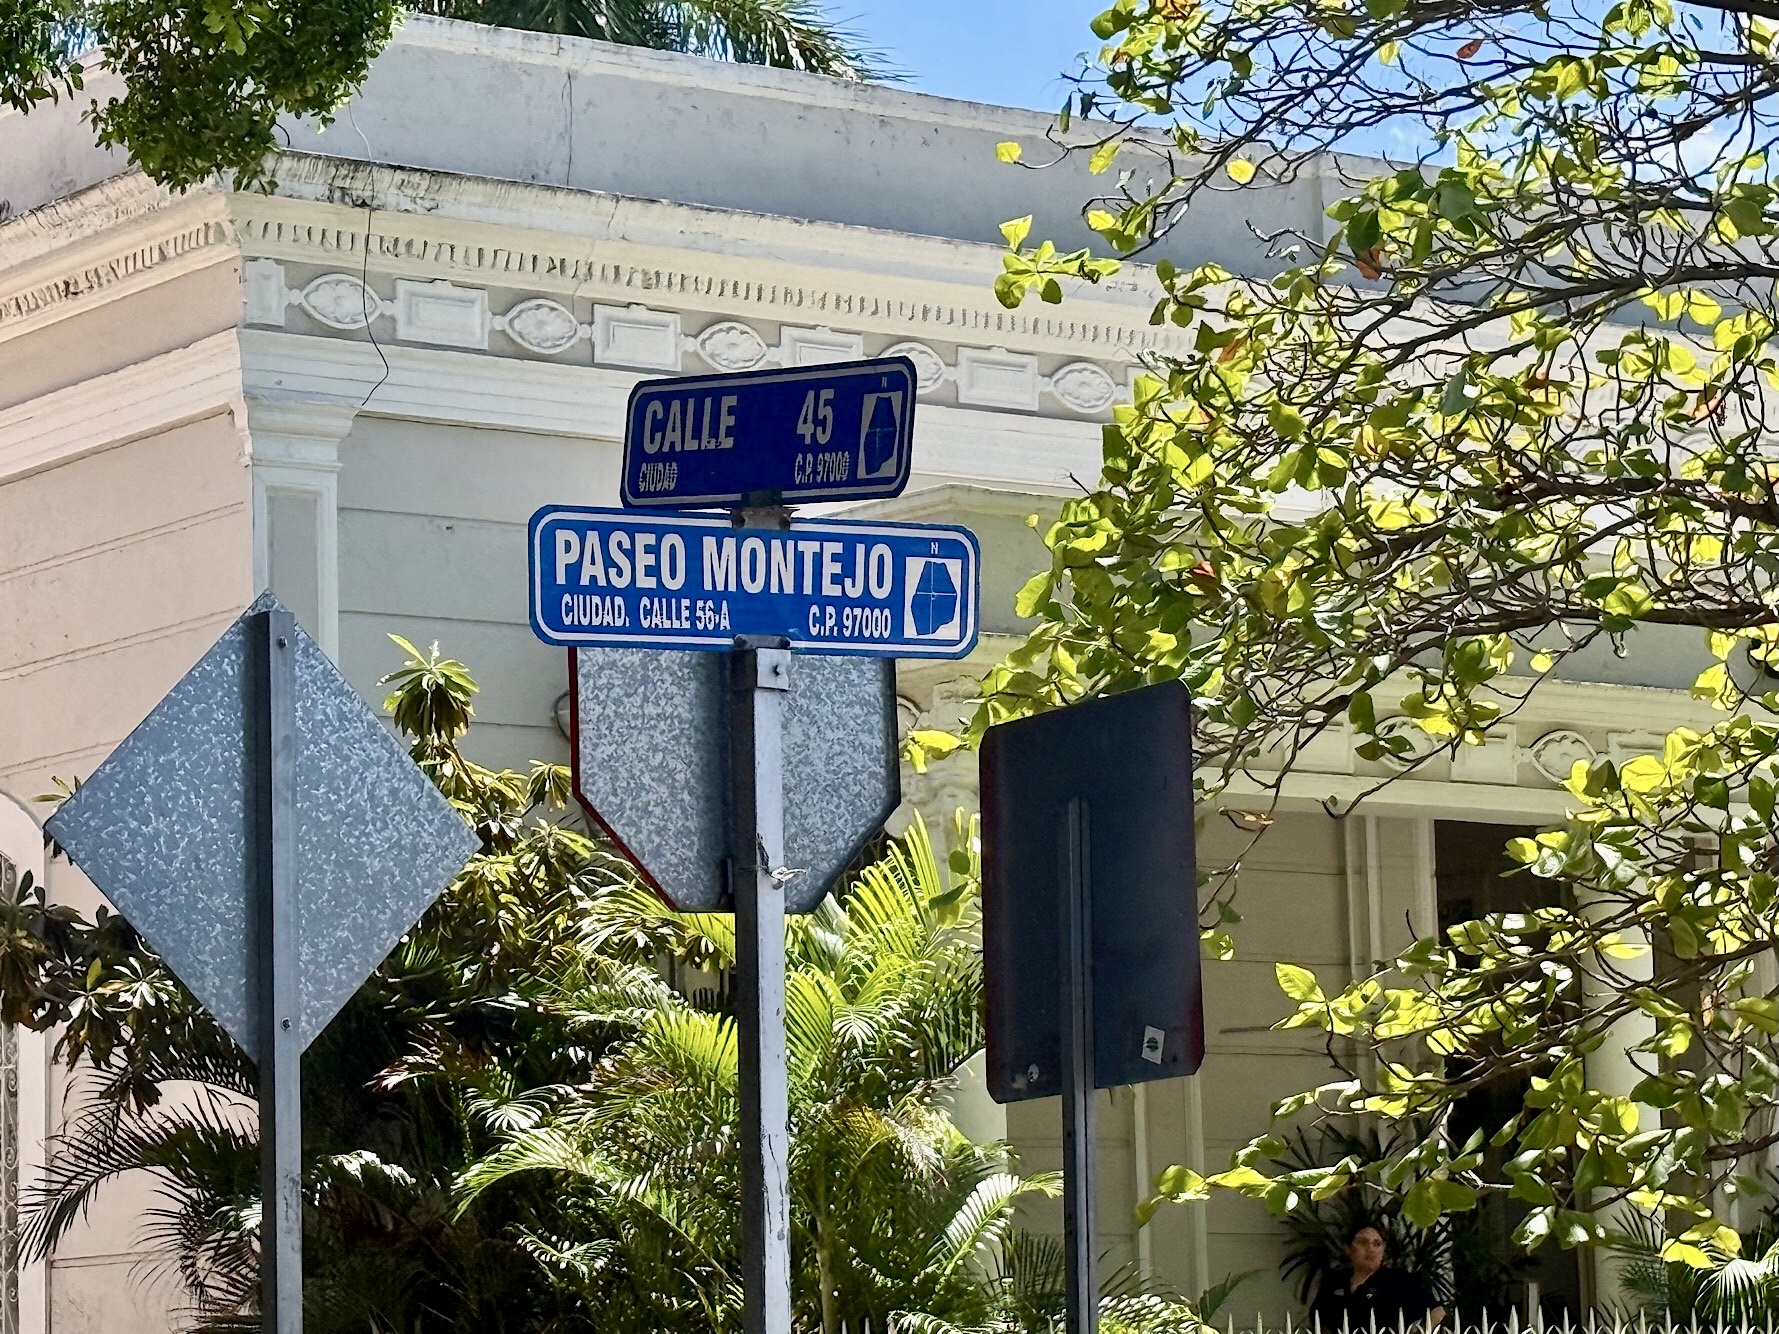 N
CALLE 45
CIUDAD C.P. 97000
N
PASEO MONTEJO
CIUDAD. CALLE 56-A C.P. 97000